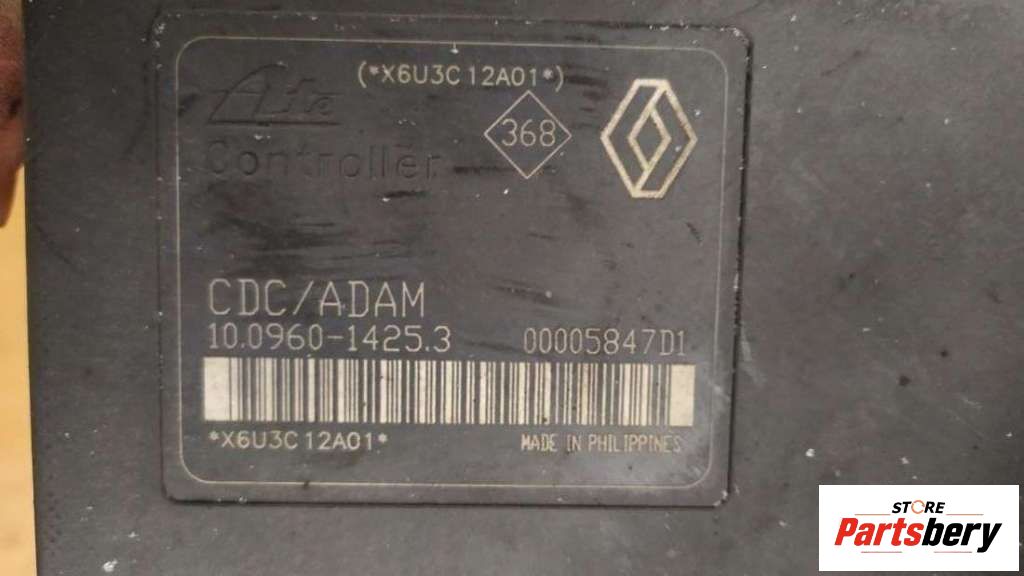 (*X6U3C12A01*)
Ate
368
Controller
CDC/ADAM
10.0960-1425.3 00005847D1
*X6U3C12A01*
MADE IN PHILIPPINES
STORE
Partsbery